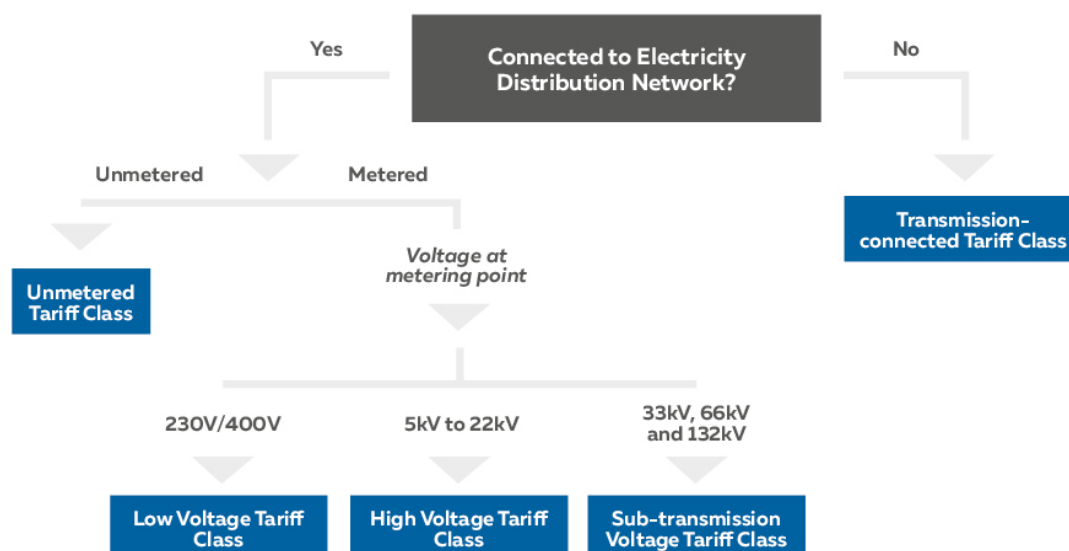 Yes
Connected to Electricity
Distribution Network?
No
Unmetered
Metered
Transmission-
connected Tariff Class
Voltage at
metering point
Unmetered
Tariff Class
230V/400V
5kV to 22kV
33kV, 66kV
and 132kV
Low Voltage Tariff
Class
High Voltage Tariff
Class
Sub-transmission
Voltage Tariff Class